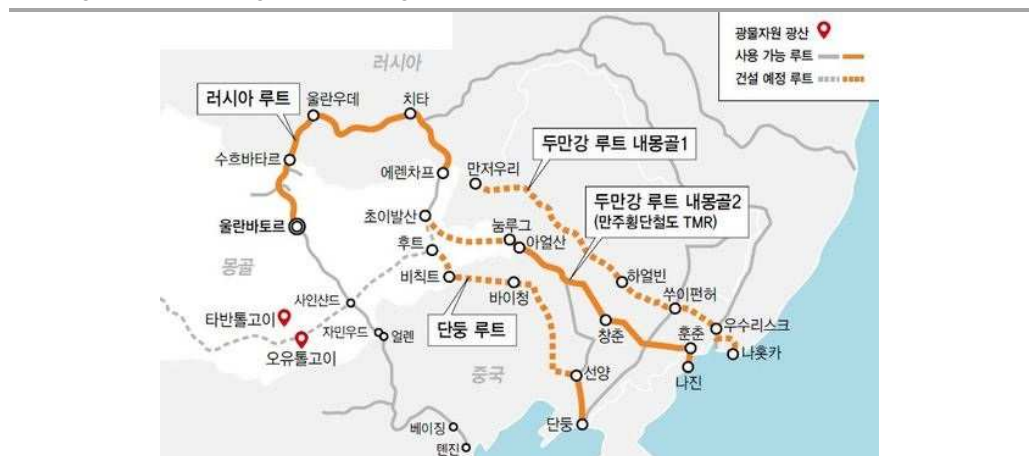 광물자원 광산
사용 가능 루트
건설 예정 루트
러시아
러시아 루트
울란우데
치타
수흐바타르
에렌차프
만저우리
두만강 루트 내몽골1
두만강 루트 내몽골2
(만주횡단철도 TMR)
초이발산
눔루그
아얼산
울란바토르
후트
몽골
비칙트
바이청
하얼빈
쑤이펀허
사인샨드
타반톨고이
자민우드
얼롄
단둥 루트
창춘
훈춘
우수리스크
나홋카
오유톨고이
중국
선양
나진
베이징
단둥
톈진